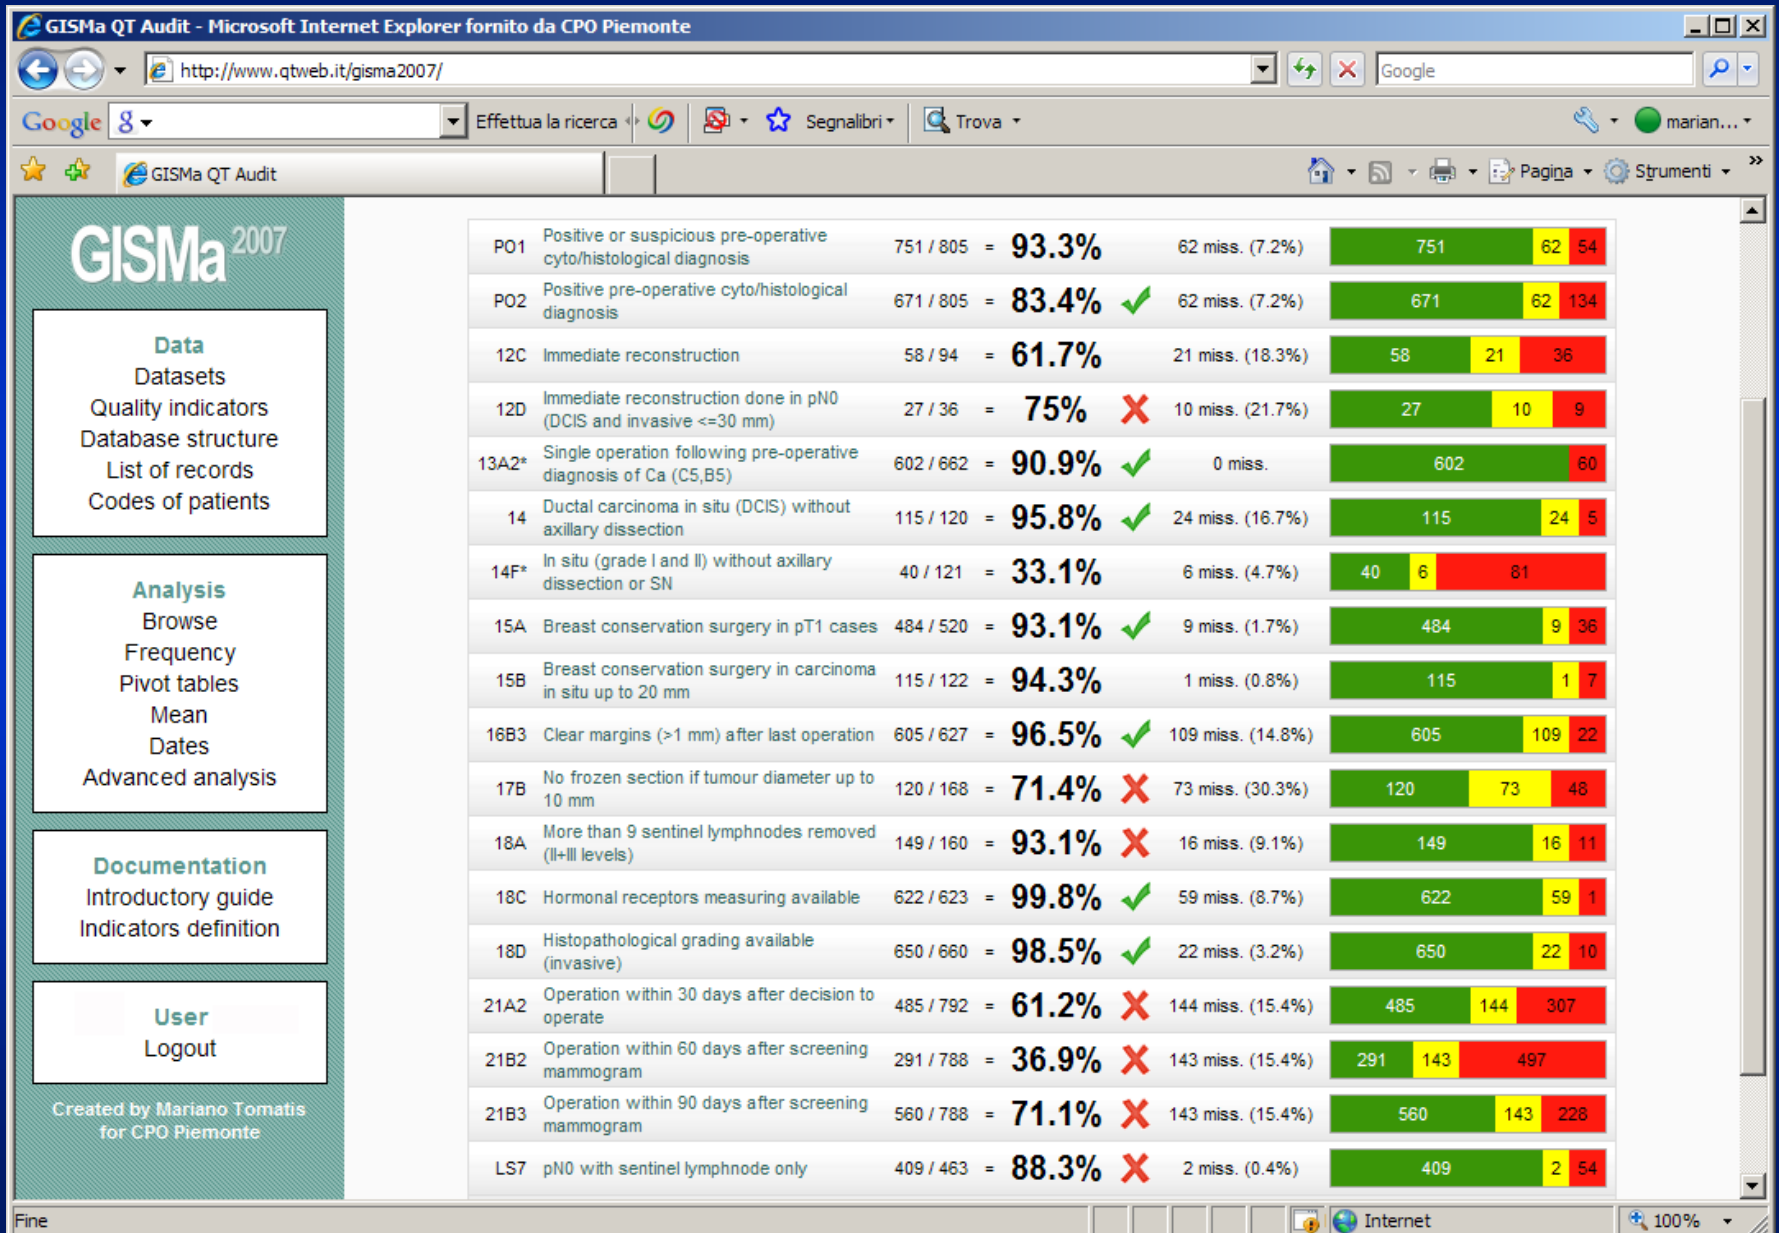 GISMa QT Audit - Microsoft Internet Explorer fornito da CPO Piemonte
http://www.qtweb.it/gisma2007/
Google
Google
Effettua la ricerca
Segnalibri
Trova
marian...
GISMa QT Audit
Pagina
Strumenti
GISMa 2007
Data
Datasets
Quality indicators
Database structure
List of records
Codes of patients
Analysis
Browse
Frequency
Pivot tables
Mean
Dates
Advanced analysis
Documentation
Introductory guide
Indicators definition
User
Logout
Created by Mariano Tomatis
for CPO Piemonte
PO1 Positive or suspicious pre-operative
cyto/histological diagnosis 751 / 805 = 93.3% 62 miss. (7.2%) 751 62 54
PO2 Positive pre-operative cyto/histological
diagnosis 671 / 805 = 83.4% 62 miss. (7.2%) 671 62 134
12C Immediate reconstruction 58 / 94 = 61.7% 21 miss. (18.3%) 58 21 36
12D Immediate reconstruction done in pN0
(DCIS and invasive <=30 mm) 27 / 36 = 75% 10 miss. (21.7%) 27 10 9
13A2* Single operation following pre-operative
diagnosis of Ca (C5,B5) 602 / 662 = 90.9% 0 miss. 602 60
14 Ductal carcinoma in situ (DCIS) without
axillary dissection 115 / 120 = 95.8% 24 miss. (16.7%) 115 24 5
14F* In situ (grade I and II) without axillary
dissection or SN 40 / 121 = 33.1% 6 miss. (4.7%) 40 6 81
15A Breast conservation surgery in pT1 cases 484 / 520 = 93.1% 9 miss. (1.7%) 484 9 36
15B Breast conservation surgery in carcinoma
in situ up to 20 mm 115 / 122 = 94.3% 1 miss. (0.8%) 115 1 7
16B3 Clear margins (>1 mm) after last operation 605 / 627 = 96.5% 109 miss. (14.8%) 605 109 22
17B No frozen section if tumour diameter up to
10 mm 120 / 168 = 71.4% 73 miss. (30.3%) 120 73 48
18A More than 9 sentinel lymphnodes removed
(II+III levels) 149 / 160 = 93.1% 16 miss. (9.1%) 149 16 11
18C Hormonal receptors measuring available 622 / 623 = 99.8% 59 miss. (8.7%) 622 59 1
18D Histopathological grading available
(invasive) 650 / 660 = 98.5% 22 miss. (3.2%) 650 22 10
21A2 Operation within 30 days after decision to
operate 485 / 792 = 61.2% 144 miss. (15.4%) 485 144 307
21B2 Operation within 60 days after screening
mammogram 291 / 788 = 36.9% 143 miss. (15.4%) 291 143 497
21B3 Operation within 90 days after screening
mammogram 560 / 788 = 71.1% 143 miss. (15.4%) 560 143 228
LS7 pN0 with sentinel lymphnode only 409 / 463 = 88.3% 2 miss. (0.4%) 409 2 54
Fine
Internet
100%